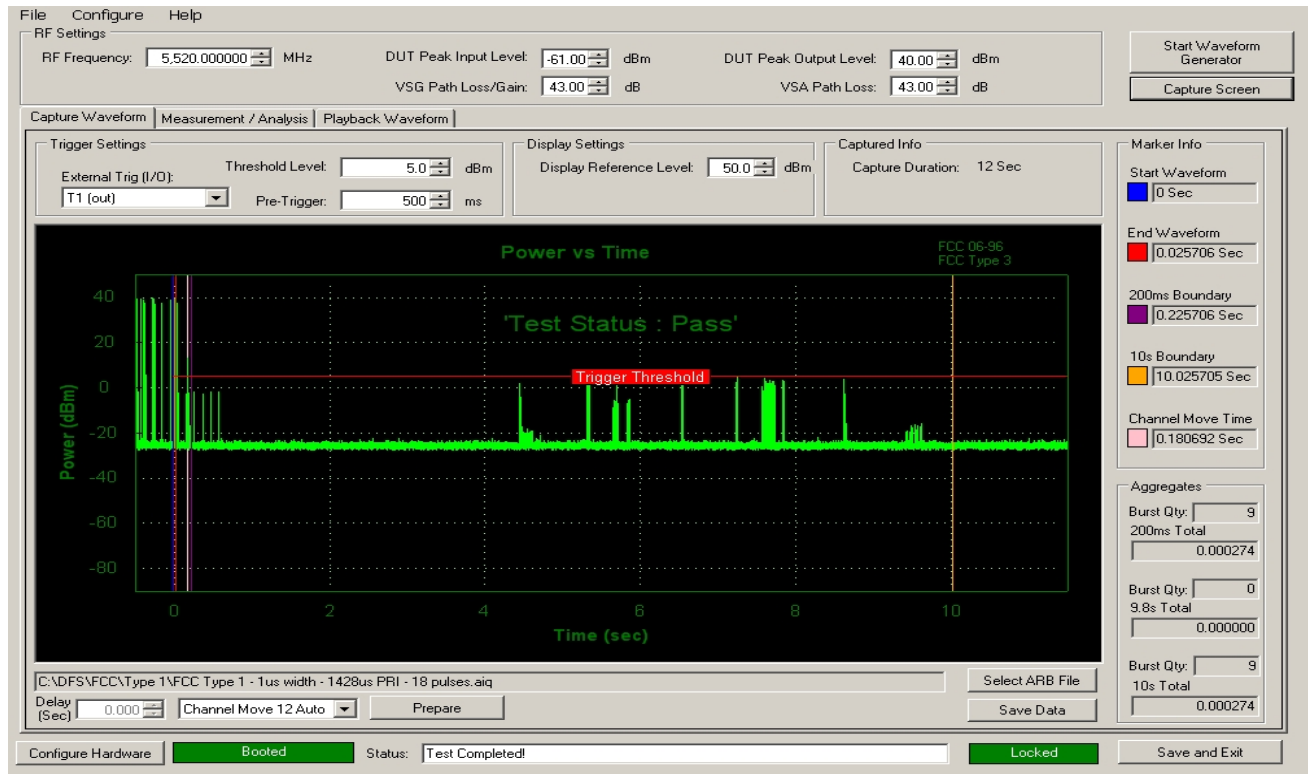 File Configure Help
RF Settings
RF Frequency: 5,520.000000 MHz
DUT Peak Input Level: -61.00 dBm
DUT Peak Output Level: 40.00 dBm
VSG Path Loss/Gain: 43.00 dB
VSA Path Loss: 43.00 dB
Start Waveform
Generator
Capture Screen
Capture Waveform Measurement / Analysis Playback Waveform
Trigger Settings
External Trig (I/O):
T1 (out)
Threshold Level: 5.0 dBm
Pre-Trigger: 500 ms
Display Settings
Display Reference Level: 50.0 dBm
Captured Info
Capture Duration: 12 Sec
Power vs Time
FCC 06-96
FCC Type 3
'Test Status : Pass'
Trigger Threshold
Power (dBm)
40
20
0
-20
-40
-60
-80
0 2 4 6 8 10
Time (sec)
Marker Info
Start Waveform
0 Sec
End Waveform
0.025706 Sec
200ms Boundary
0.225706 Sec
10s Boundary
10.025705 Sec
Channel Move Time
0.180692 Sec
Aggregates
Burst Qty: 9
200ms Total
0.000274
Burst Qty: 0
9.8s Total
0.000000
Burst Qty: 9
10s Total
0.000274
C:\DFS\FCC\Type 1\FCC Type 1 - 1us width - 1428us PRI - 18 pulses.aiq
Select ARB File
Delay
(Sec) 0.000 Channel Move 12 Auto Prepare
Save Data
Configure Hardware Booted Status: Test Completed! Locked Save and Exit